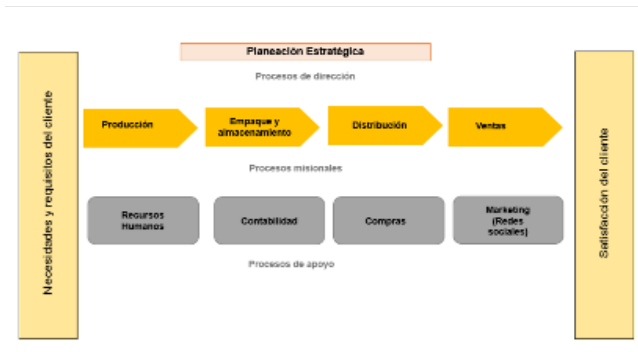 Planeación Estratégica
Procesos de dirección
Necesidades y requisitos del cliente
Producción
Empaque y
almacenamiento
Distribución
Ventas
Procesos misionales
Recursos
Humanos
Contabilidad
Compras
Marketing
(Redes
sociales)
Procesos de apoyo
Satisfacción del cliente